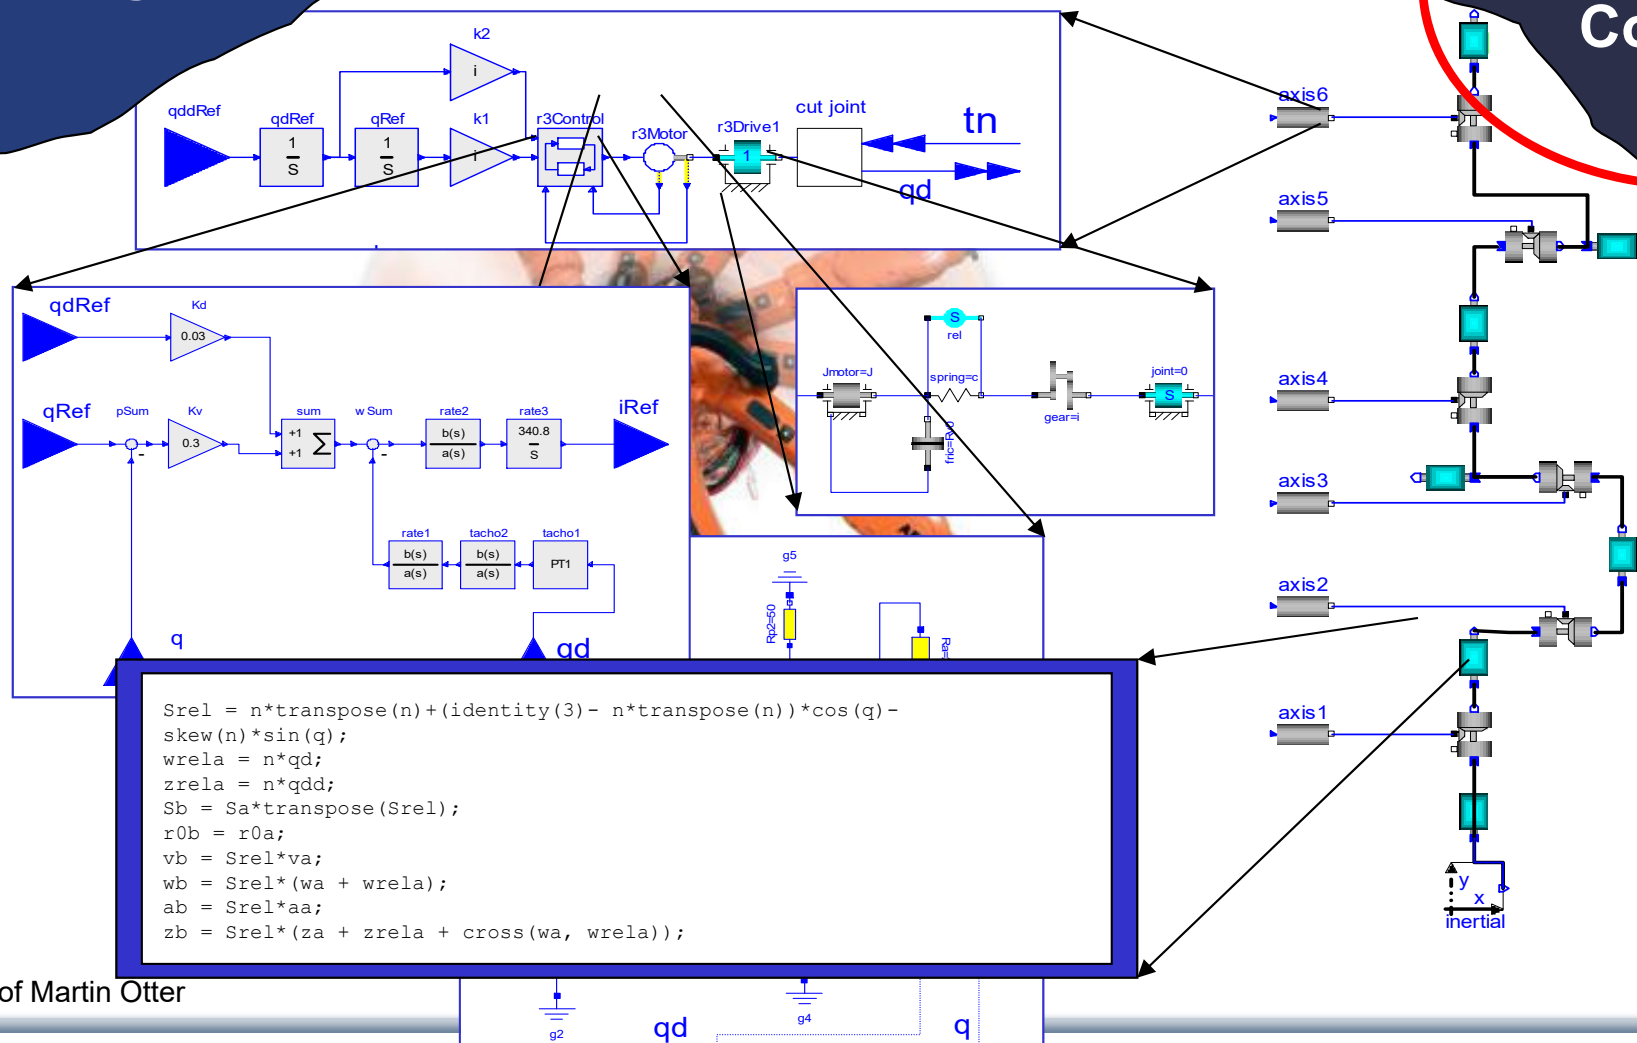 Co
k2
i
qddRef
qdRef
qRef
k1
r3Control
r3Motor
r3Drive1
cut joint
tn
1
S
1
S
i
1
qd
axis6
axis5
axis4
axis3
axis2
axis1
y
x
inertial
qdRef
Kd
0.03
qRef
pSum
Kv
0.3
sum
+1
+1
Σ
w Sum
rate2
b(s)
a(s)
rate3
340.8
S
iRef
-
-
rate1
b(s)
a(s)
tacho2
b(s)
a(s)
tacho1
PT1
q
qd
S
rel
Jmotor=J
spring=c
gear=i
joint=0
S
g5
Rp2=50
Srel = n*transpose(n)+(identity(3)- n*transpose(n))*cos(q)-
skew(n)*sin(q);
wrela = n*qd;
zrela = n*qdd;
Sb = Sa*transpose(Srel);
r0b = r0a;
vb = Srel*va;
wb = Srel*(wa + wrela);
ab = Srel*aa;
zb = Srel*(za + zrela + cross(wa, wrela));
of Martin Otter
g2
qd
g4
q